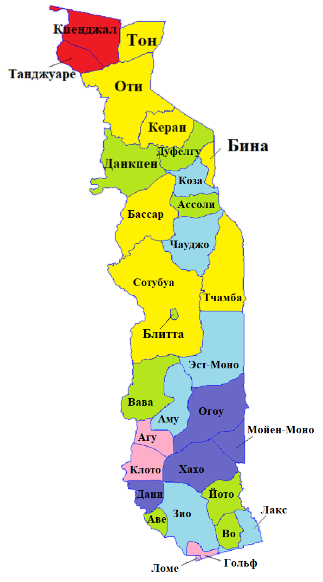 Кпенджал
Тон
Танджуаре
Оти
Керан
Бина
Дуфелгу
Данкпен
Коза
Ассоли
Бассар
Чауджо
Сотубуа
Тчамба
Блитта
Эст-Моно
Вава
Аму
Огоу
Мойен-Моно
Агу
Клото
Хахо
Дани
Йото
Лакс
Аве
Зио
Во
Гольф
Ломе